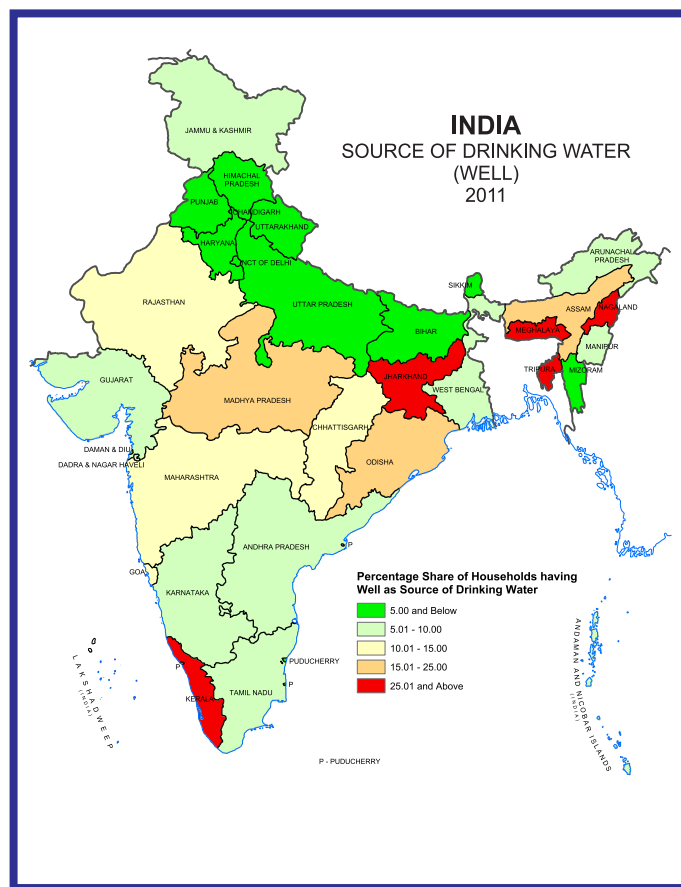 INDIA
SOURCE OF DRINKING WATER
(WELL)
2011
JAMMU & KASHMIR
HIMACHAL
PRADESH
PUNJAB
CHANDIGARH
UTTARAKHAND
HARYANA
NCT OF DELHI
ARUNACHAL
PRADESH
SIKKIM
RAJASTHAN
UTTAR PRADESH
ASSAM
NAGALAND
BIHAR
MEGHALAYA
MANIPUR
TRIPURA
MIZORAM
GUJARAT
JHARKHAND
WEST BENGAL
MADHYA PRADESH
CHHATTISGARH
DAMAN & DIU
DADRA & NAGAR HAVELI
ODISHA
MAHARASHTRA
P
ANDHRA PRADESH
GOA
KARNATAKA
Percentage Share of Households having
Well as Source of Drinking Water
5.00 and Below
5.01 - 10.00
10.01 - 15.00
15.01 - 25.00
25.01 and Above
LAKSHADWEEP
(INDIA)
P
PUDUCHERRY
P
KERALA
TAMIL NADU
ANDAMAN AND NICOBAR ISLANDS
(INDIA)
P - PUDUCHERRY